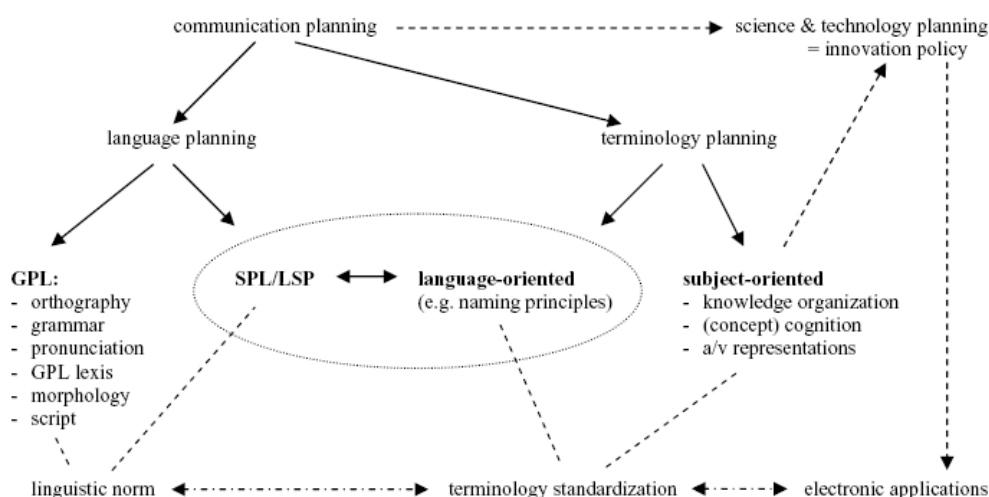 communication planning
science & technology planning
= innovation policy
language planning
terminology planning
GPL:
- orthography
- grammar
- pronunciation
- GPL lexis
- morphology
- script
SPL/LSP
language-oriented
(e.g. naming principles)
subject-oriented
- knowledge organization
- (concept) cognition
- a/v representations
linguistic norm
terminology standardization
electronic applications